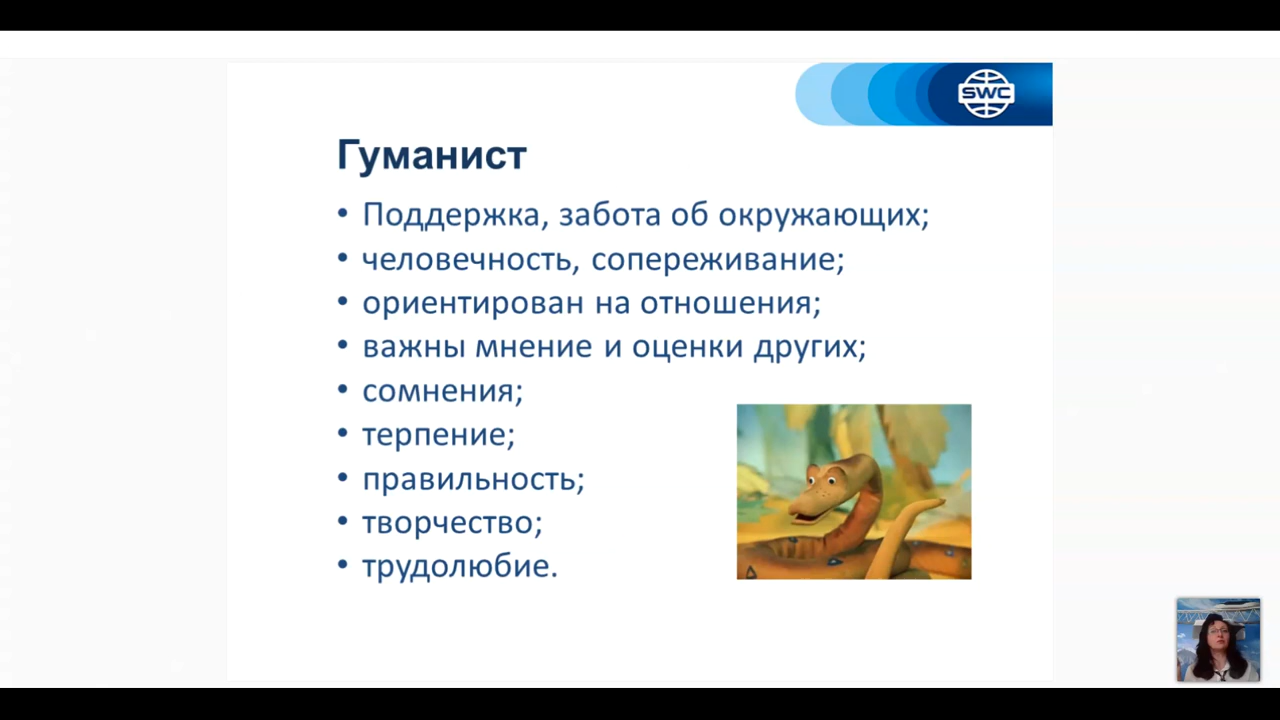 SWC
Гуманист
• Поддержка, забота об окружающих;
• человечность, сопереживание;
• ориентирован на отношения;
• важны мнение и оценки других;
• сомнения;
• терпение;
• правильность;
• творчество;
• трудолюбие.